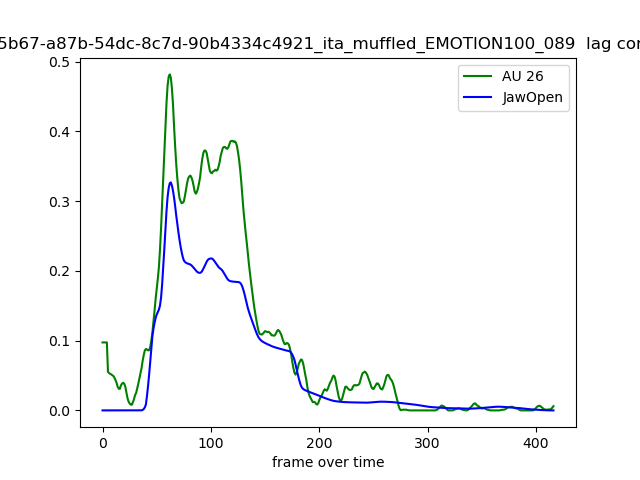 5b67-a87b-54dc-8c7d-90b4334c4921_ita_muffled_EMOTION100_089 lag cor
AU 26
JawOpen
0.5
0.4
0.3
0.2
0.1
0.0
0 100 200 300 400
frame over time